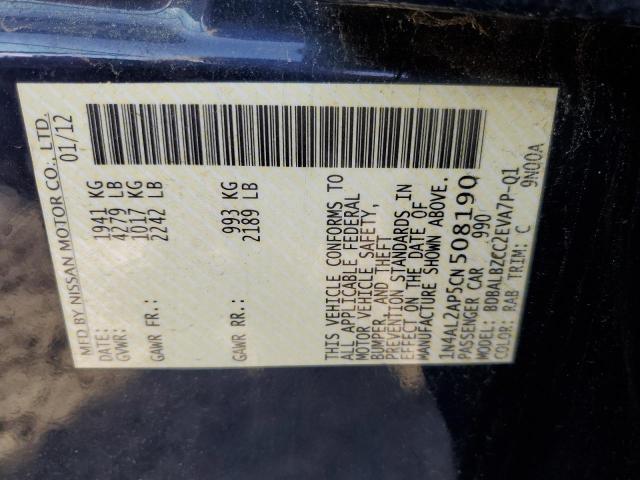 MFD BY NISSAN MOTOR CO., LTD.
DATE: 01/12
GVWR: 1941 KG
4279 LB
GAWR FR.: 1017 KG
2242 LB
GAWR RR.: 993 KG
2189 LB
THIS VEHICLE CONFORMS TO
ALL APPLICABLE FEDERAL
MOTOR VEHICLE SAFETY,
BUMPER, AND THEFT
PREVENTION STANDARDS IN
EFFECT ON THE DATE OF
MANUFACTURE SHOWN ABOVE.
1N4AL2AP5CN508190
PASSENGER CAR 990
MODEL: BDBALBZCC2EVA7P-Q1
COLOR: RAB TRIM: C 9N00A